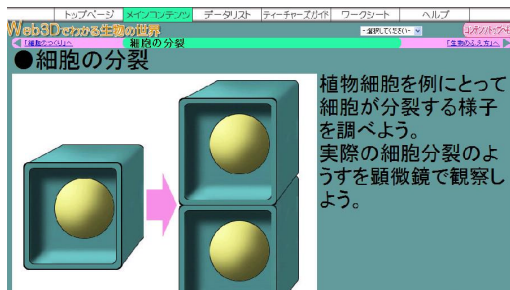 トップページ メインコンテンツ データリスト ティーチャーズガイド ワークシート ヘルプ
Web3Dでわかる生物の世界 -選択してください- コンテンツトップへ
「細胞のつくり」へ 細胞の分裂 「生物のふえ方」へ
●細胞の分裂
植物細胞を例にとって
細胞が分裂する様子
を調べよう。
実際の細胞分裂のよ
うすを顕微鏡で観察し
よう。